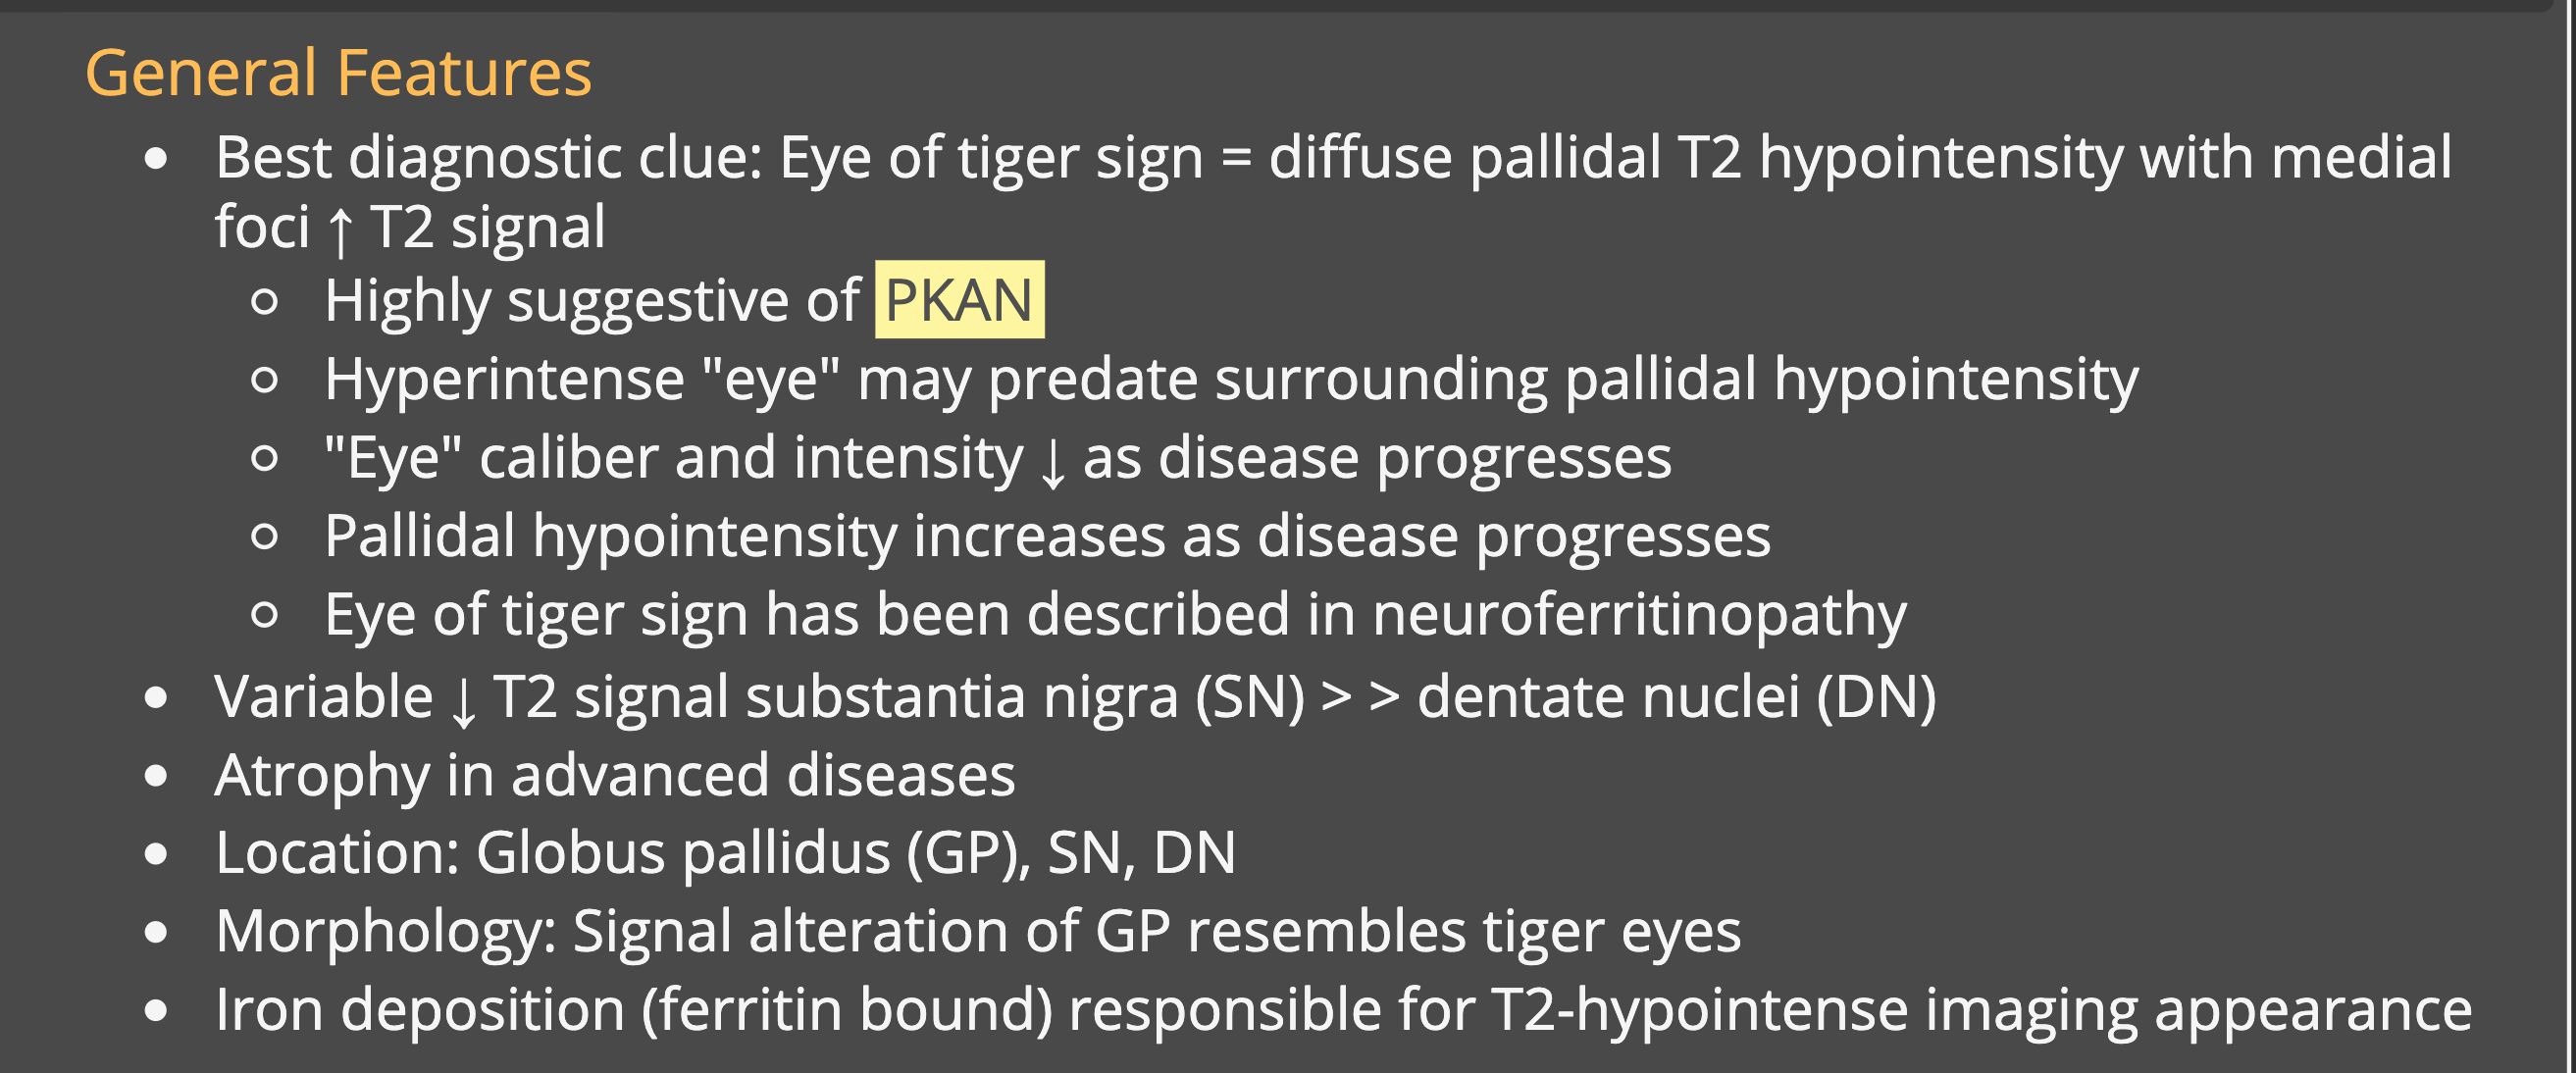 General Features
• Best diagnostic clue: Eye of tiger sign = diffuse pallidal T2 hypointensity with medial
foci ↑ T2 signal
○ Highly suggestive of PKAN
○ Hyperintense "eye" may predate surrounding pallidal hypointensity
○ "Eye" caliber and intensity ↓ as disease progresses
○ Pallidal hypointensity increases as disease progresses
○ Eye of tiger sign has been described in neuroferritinopathy
• Variable ↓ T2 signal substantia nigra (SN) > > dentate nuclei (DN)
• Atrophy in advanced diseases
• Location: Globus pallidus (GP), SN, DN
• Morphology: Signal alteration of GP resembles tiger eyes
• Iron deposition (ferritin bound) responsible for T2-hypointense imaging appearance